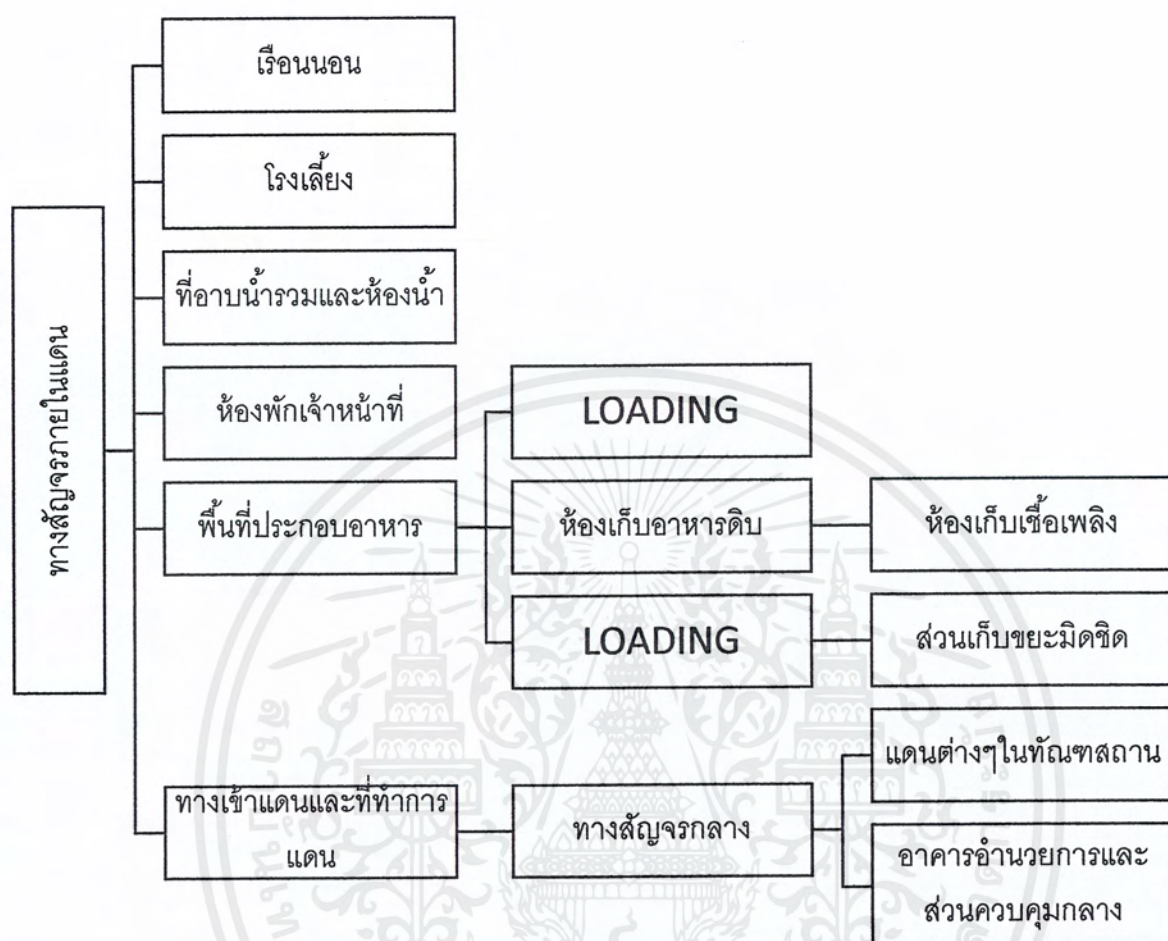 เรือนนอน
โรงเลี้ยง
ที่อาบน้ำรวมและห้องน้ำ
ทางสัญจรภายในแดน
ห้องพักเจ้าหน้าที่
LOADING
พื้นที่ประกอบอาหาร
ห้องเก็บอาหารดิบ
ห้องเก็บเชื้อเพลิง
LOADING
ส่วนเก็บขยะมิดชิด
แดนต่างๆในทัณฑสถาน
ทางเข้าแดนและที่ทำการ
แดน
ทางสัญจรกลาง
อาคารอำนวยการและ
ส่วนควบคุมกลาง